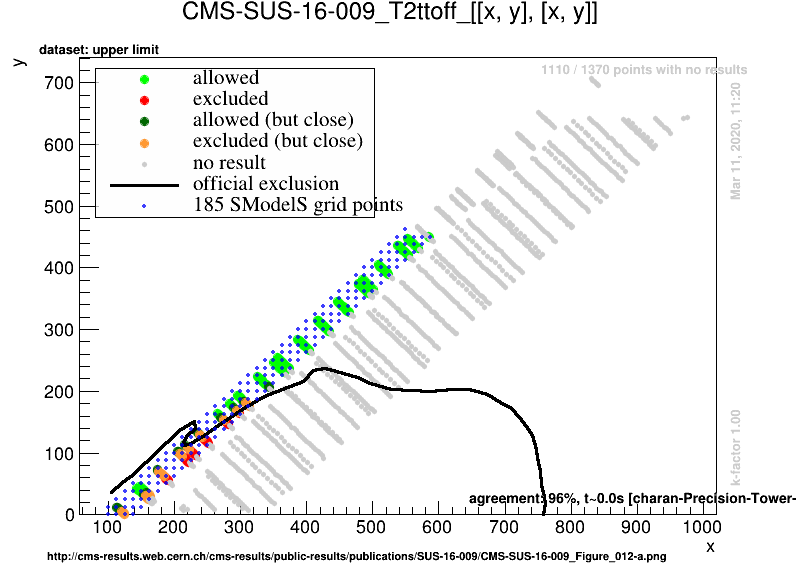 CMS-SUS-16-009_T2ttoff_[[x, y], [x, y]]
dataset: upper limit
y
1110 / 1370 points with no results
allowed
excluded
allowed (but close)
excluded (but close)
no result
official exclusion
185 SModelS grid points
Mar 11, 2020, 11:20
k-factor 1.00
700
600
500
400
300
200
100
0
agreement: 96%, t~0.0s [charan-Precision-Tower-
100 200 300 400 500 600 700 800 900 1000
x
http://cms-results.web.cern.ch/cms-results/public-results/publications/SUS-16-009/CMS-SUS-16-009_Figure_012-a.png